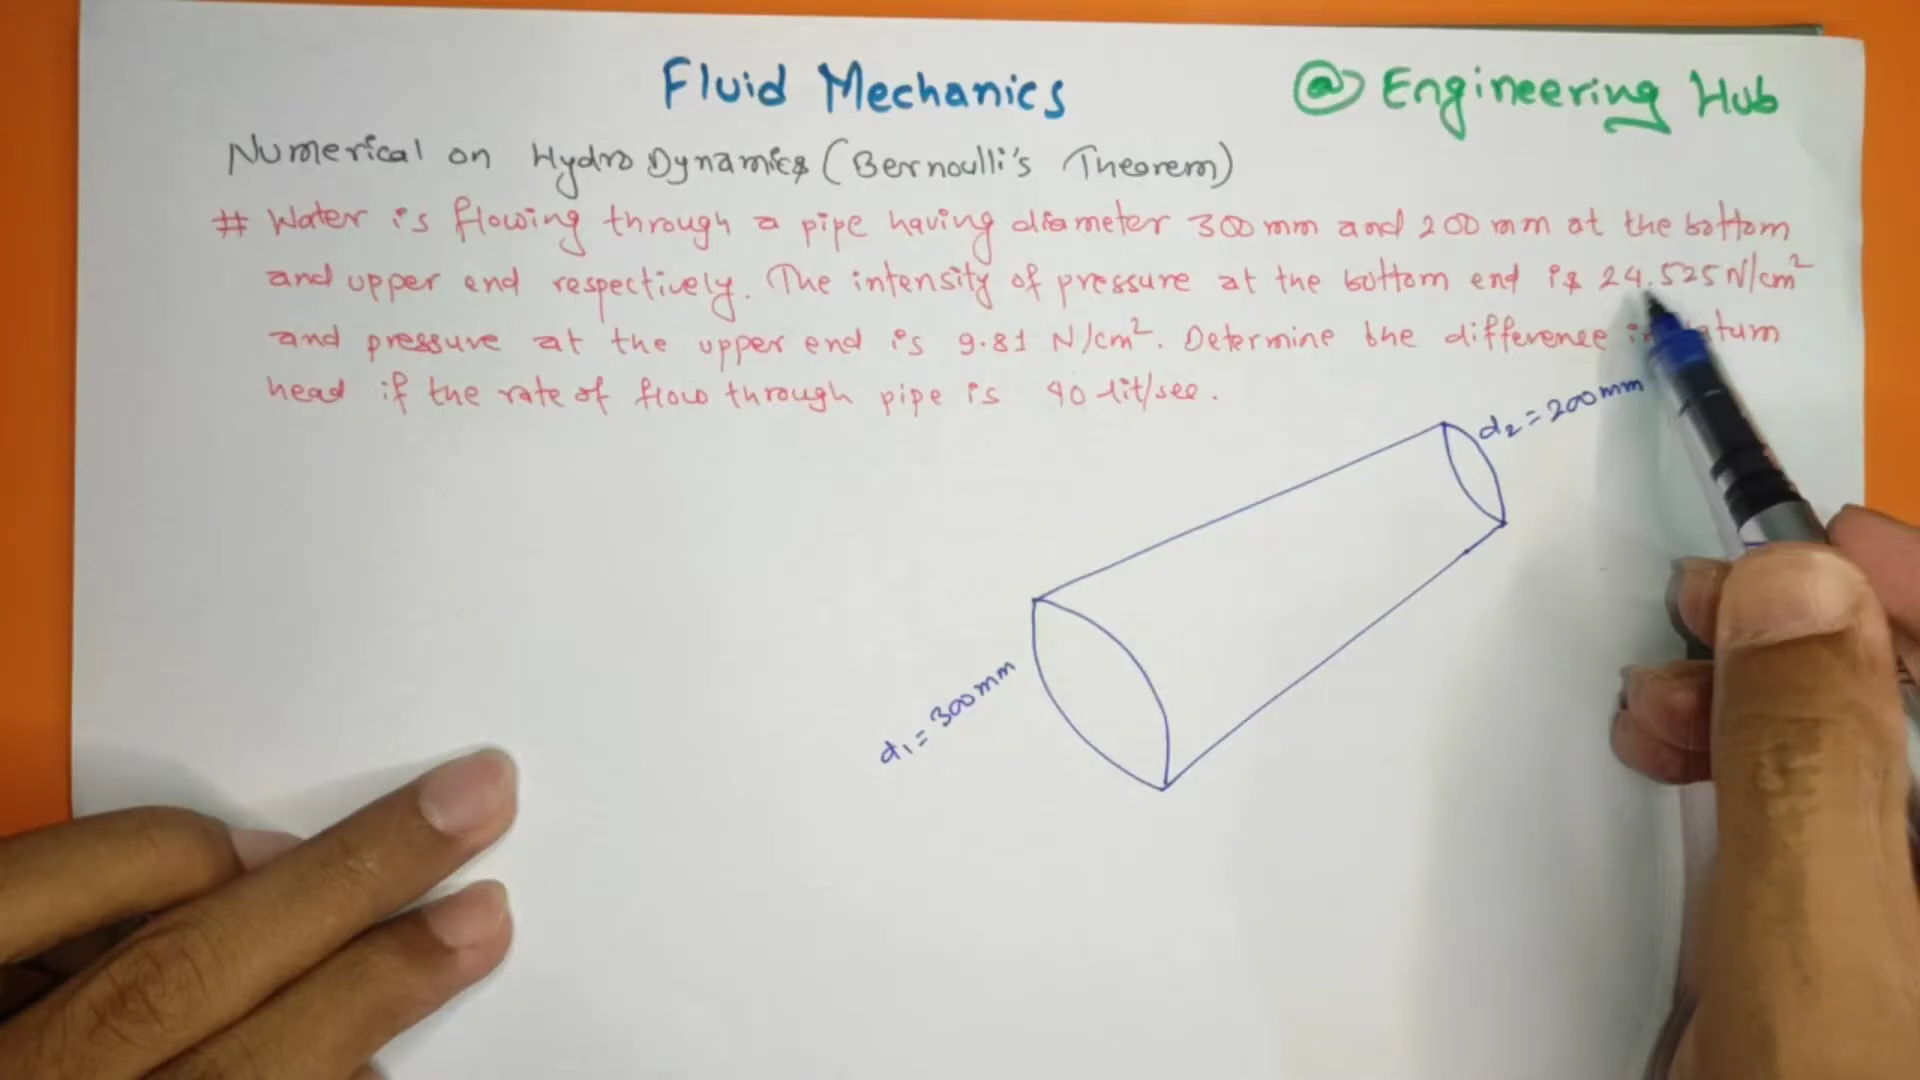 Fluid Mechanics
@ Engineering Hub
Numerical on Hydro Dynamics (Bernoulli's Theorem)
# Water is flowing through a pipe having diameter 300 mm and 200 mm at the bottom
and upper end respectively. The intensity of pressure at the bottom end is 24.525 N/cm²
and pressure at the upper end is 9.81 N/cm². Determine the difference
head if the rate of flow through pipe is 40 lit/sec.
d₂ = 200 mm
d₁ = 300 mm